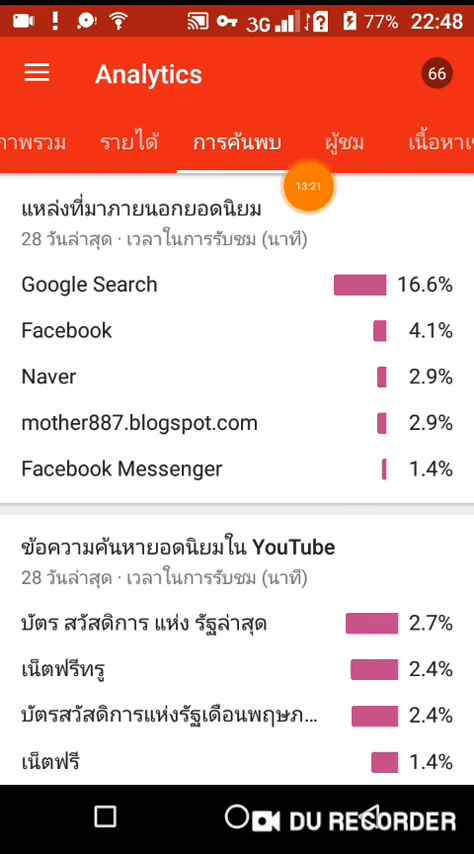 3G 77% 22:48
Analytics 66
ภาพรวม รายได้ การค้นพบ ผู้ชม
13:21
แหล่งที่มาภายนอกยอดนิยม
28 วันล่าสุด · เวลาในการรับชม (นาที)
Google Search 16.6%
Facebook 4.1%
Naver 2.9%
mother887.blogspot.com 2.9%
Facebook Messenger 1.4%
ข้อความค้นหายอดนิยมใน YouTube
28 วันล่าสุด · เวลาในการรับชม (นาที)
บัตร สวัสดิการ แห่ง รัฐล่าสุด 2.7%
เน็ตฟรีทรู 2.4%
บัตรสวัสดิการแห่งรัฐเดือนพฤษภ... 2.4%
เน็ตฟรี 1.4%
DU RECORDER